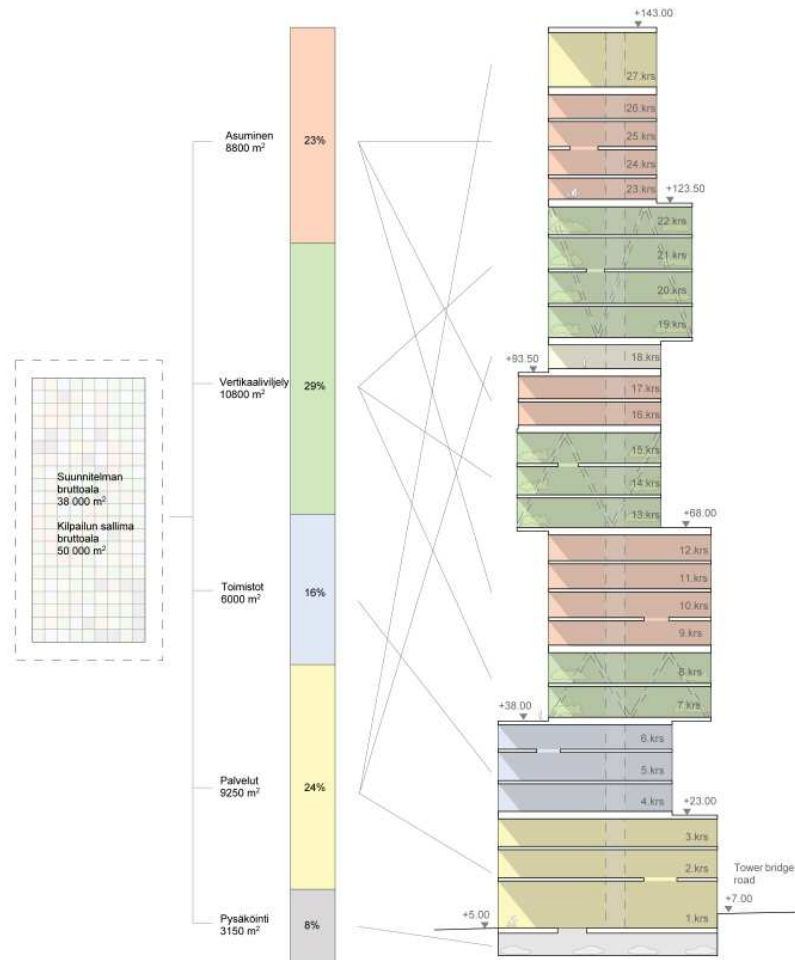 Suunnitelman
bruttoala
38 000 m²
Kilpailun sallima
bruttoala
50 000 m²
Asuminen
8800 m²
Vertikaaliviljely
10800 m²
Toimistot
6000 m²
Palvelut
9250 m²
Pysäköinti
3150 m²
23%
29%
16%
24%
8%
+143.00
27.krs
26.krs
25.krs
24.krs
23.krs
+123.50
22.krs
21.krs
20.krs
19.krs
18.krs
+93.50
17.krs
16.krs
15.krs
14.krs
13.krs
+68.00
12.krs
11.krs
10.krs
9.krs
8.krs
7.krs
+38.00
6.krs
5.krs
4.krs
+23.00
3.krs
2.krs
1.krs
Tower bridge
road
+7.00
+5.00